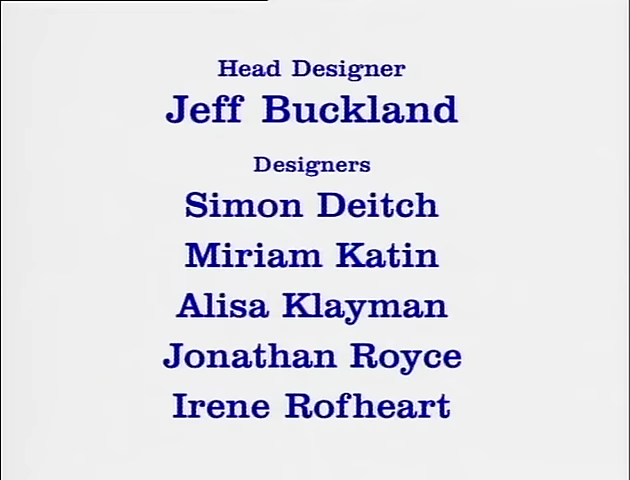 Head Designer
Jeff Buckland
Designers
Simon Deitch
Miriam Katin
Alisa Klayman
Jonathan Royce
Irene Rofheart